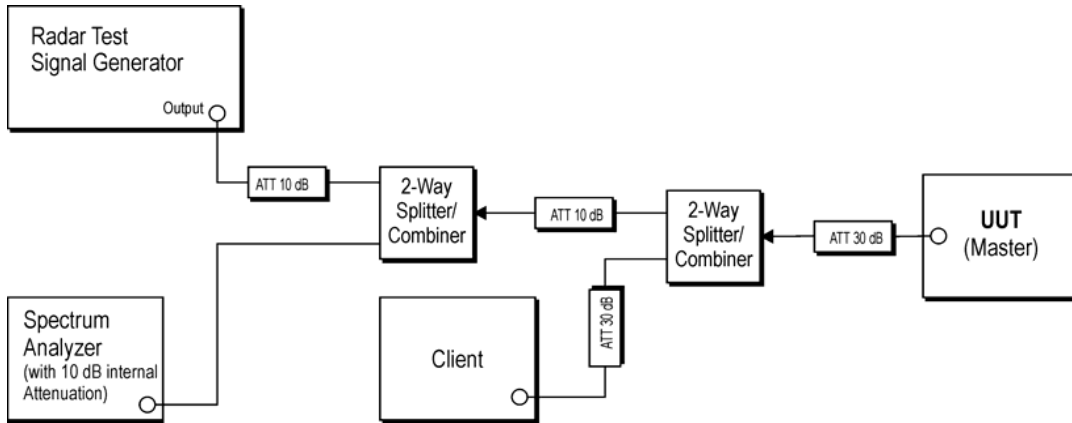 Radar Test
Signal Generator
Output
ATT 10 dB
2-Way
Splitter/
Combiner
ATT 10 dB
2-Way
Splitter/
Combiner
ATT 30 dB
UUT
(Master)
Spectrum
Analyzer
(with 10 dB internal
Attenuation)
Client
ATT 30 dB